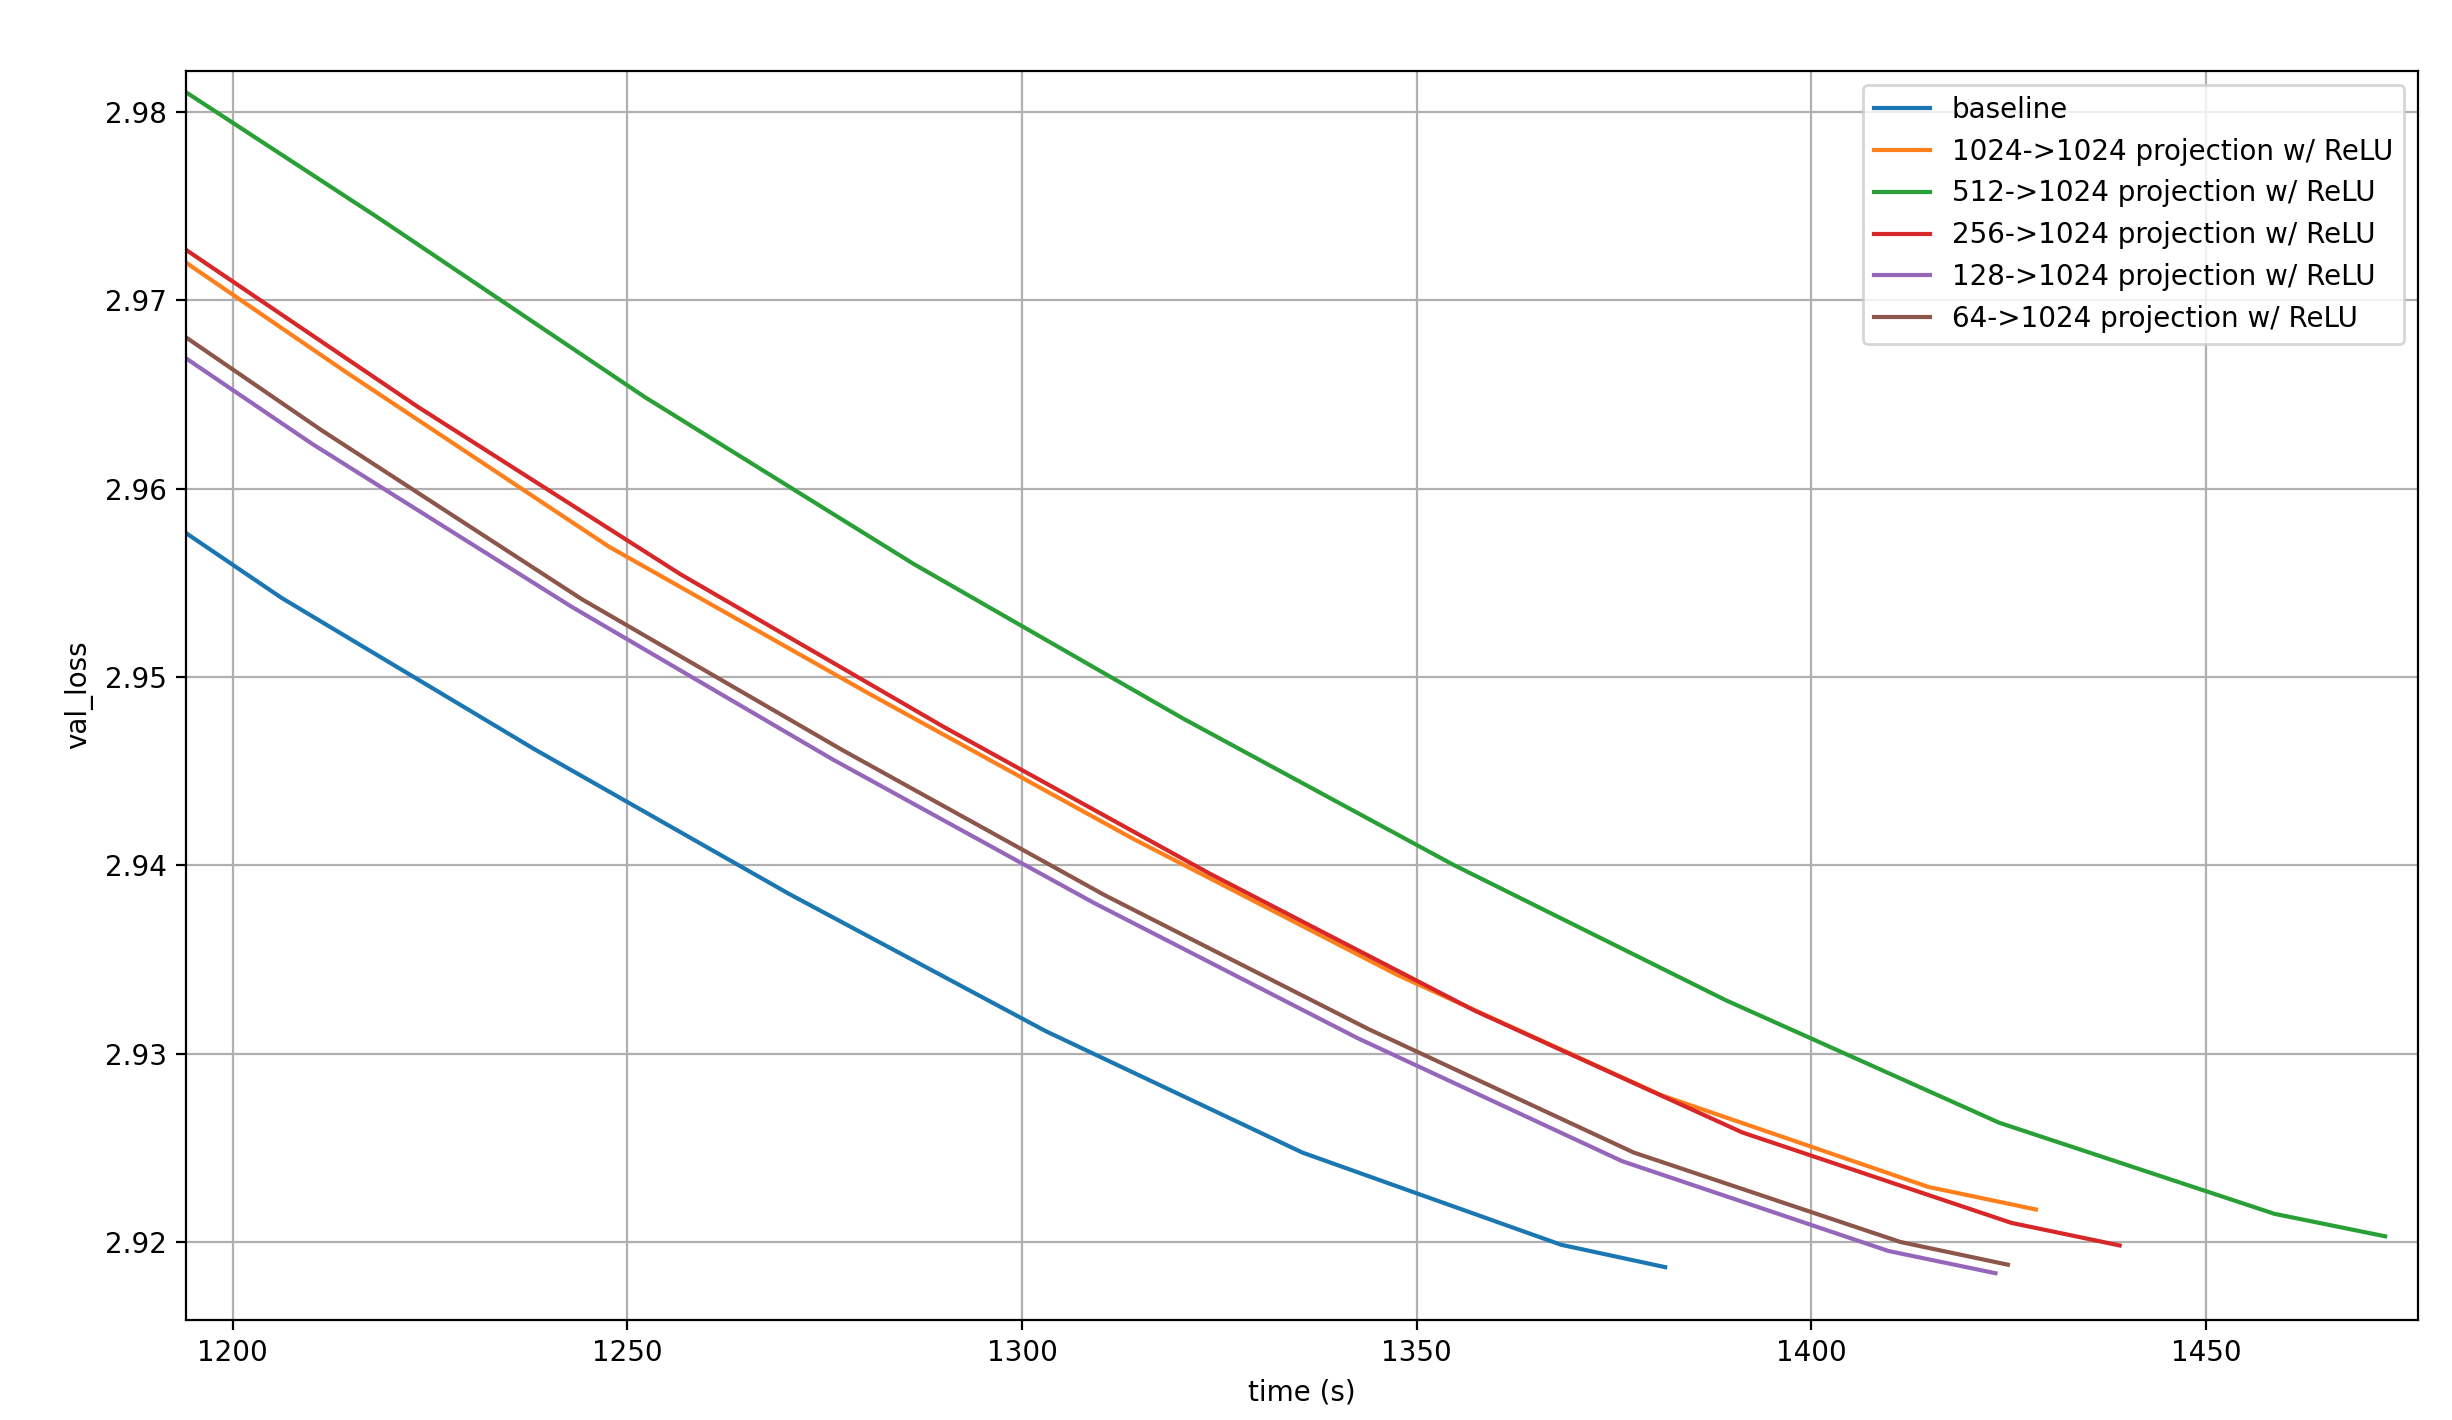 baseline
1024->1024 projection w/ ReLU
512->1024 projection w/ ReLU
256->1024 projection w/ ReLU
128->1024 projection w/ ReLU
64->1024 projection w/ ReLU
2.98
2.97
2.96
2.95
2.94
2.93
2.92
val_loss
1200 1250 1300 1350 1400 1450
time (s)